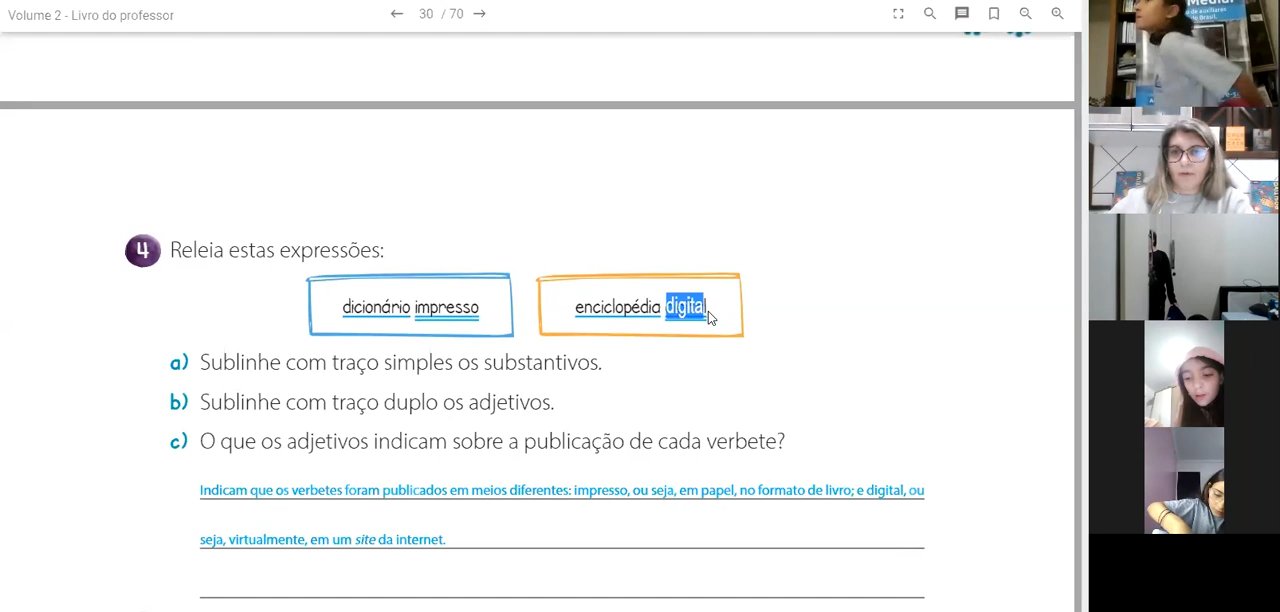 Volume 2 - Livro do professor
30 / 70
4 Releia estas expressões:
dicionário impresso
enciclopédia digital
a) Sublinhe com traço simples os substantivos.
b) Sublinhe com traço duplo os adjetivos.
c) O que os adjetivos indicam sobre a publicação de cada verbete?
Indicam que os verbetes foram publicados em meios diferentes: impresso, ou seja, em papel, no formato de livro; e digital, ou
seja, virtualmente, em um site da internet.